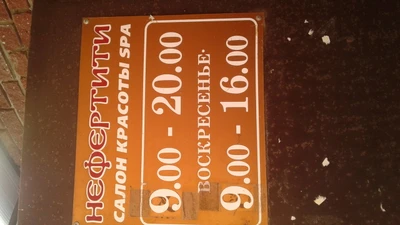 НЕФЕРТИТИ
САЛОН КРАСОТЫ SPA
9.00 - 20.00
ВОСКРЕСЕНЬЕ·
9.00 - 16.00